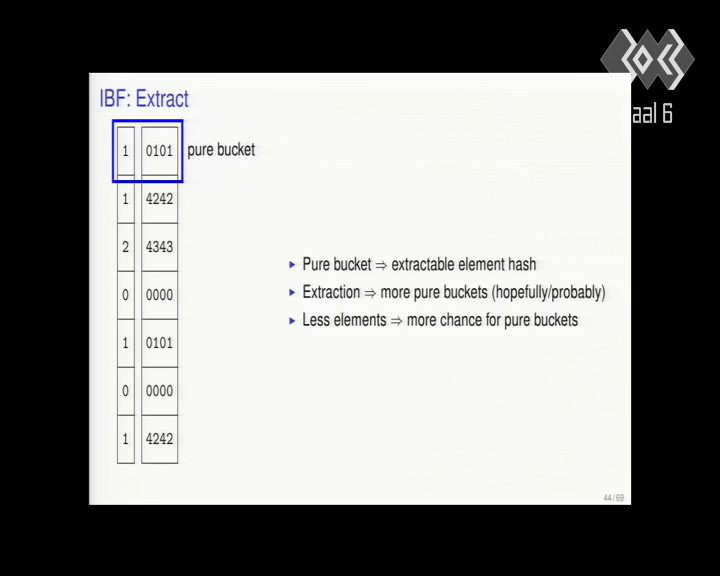 aal 6
IBF: Extract
1 0101 pure bucket
1 4242
2 4343
0 0000
1 0101
0 0000
1 4242
▸ Pure bucket ⇒ extractable element hash
▸ Extraction ⇒ more pure buckets (hopefully/probably)
▸ Less elements ⇒ more chance for pure buckets
44 / 69